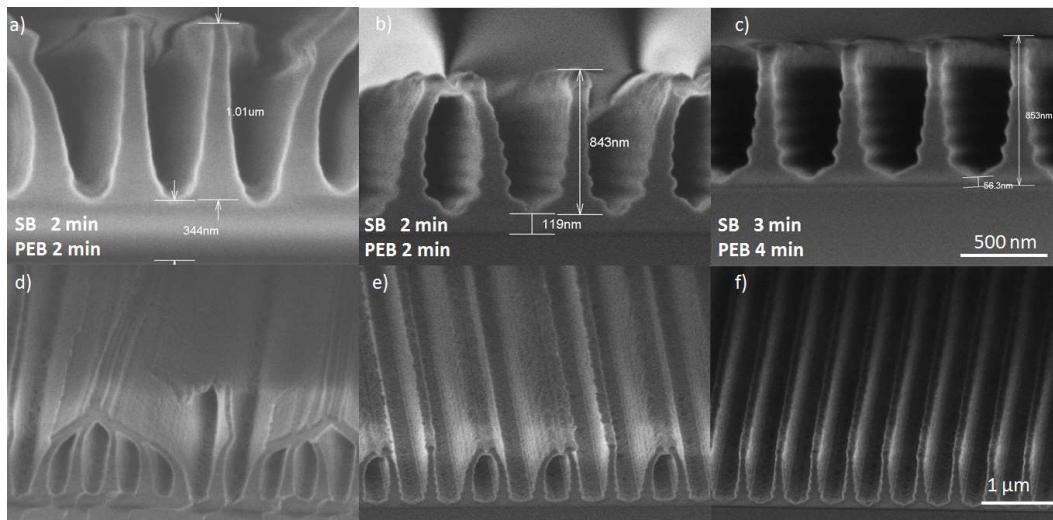 a)
1.01um
344nm
SB 2 min
PEB 2 min
b)
843nm
119nm
SB 2 min
PEB 2 min
c)
853nm
56.3nm
SB 3 min
PEB 4 min
500 nm
d)
e)
f)
1 µm